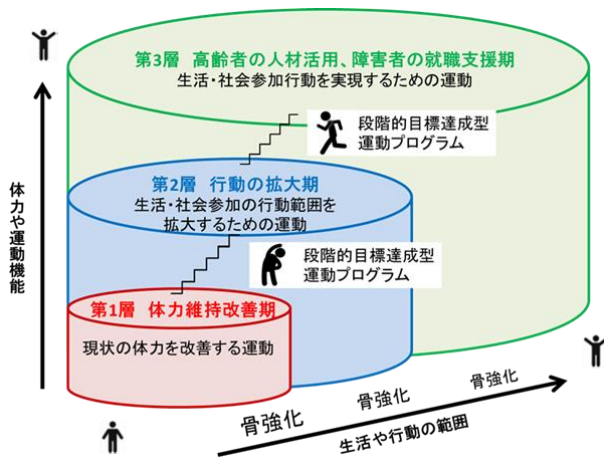 第3層 高齢者の人材活用、障害者の就職支援期
生活・社会参加行動を実現するための運動
段階的目標達成型
運動プログラム
第2層 行動の拡大期
生活・社会参加の行動範囲を
拡大するための運動
段階的目標達成型
運動プログラム
第1層 体力維持改善期
現状の体力を改善する運動
体力や運動機能
骨強化
骨強化
骨強化
生活や行動の範囲